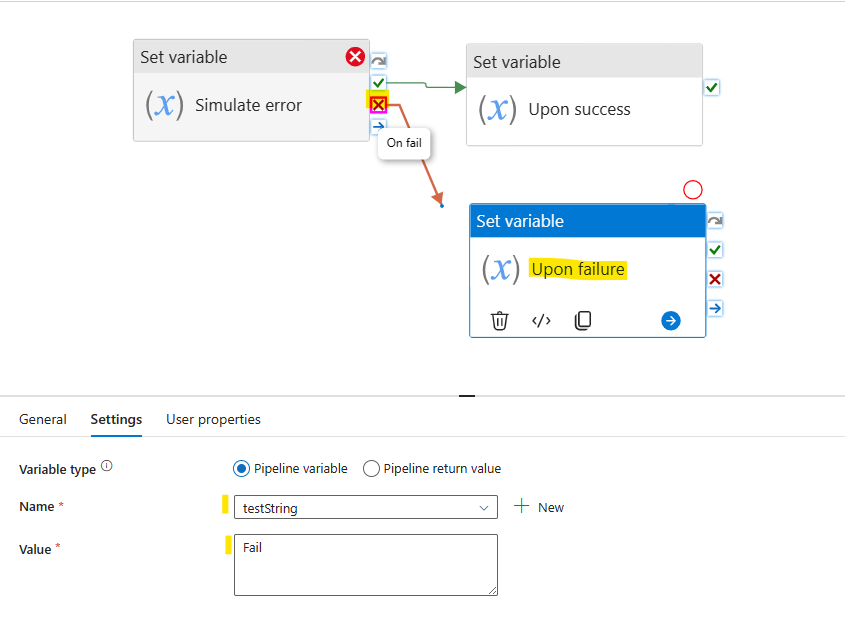 Set variable
(x) Simulate error
On fail
Set variable
(x) Upon success
Set variable
(x) Upon failure
</>
General Settings User properties
Variable type
Pipeline variable Pipeline return value
Name *
testString
New
Value *
Fail